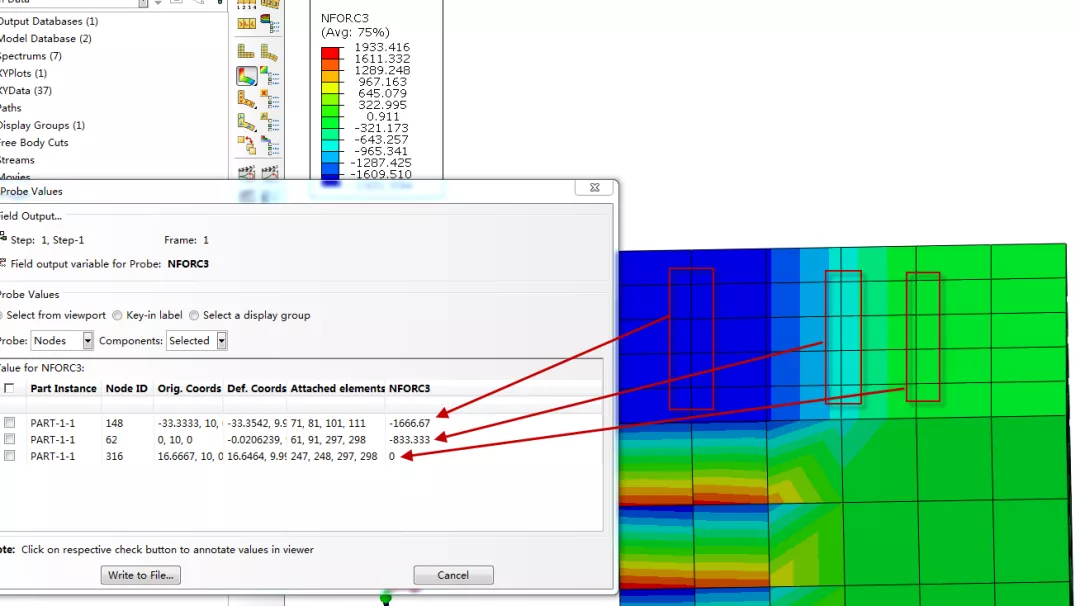 Output Databases (1)
Model Database (2)
Spectrums (7)
XYPlots (1)
XYData (37)
Paths
Display Groups (1)
Free Body Cuts
Streams
Movies
NFORC3
(Avg: 75%)
1933.416
1611.332
1289.248
967.163
645.079
322.995
0.911
-321.173
-643.257
-965.341
-1287.425
-1609.510
Probe Values
Field Output...
Step: 1, Step-1 Frame: 1
Field output variable for Probe: NFORC3
Probe Values
Select from viewport Key-in label Select a display group
Probe: Nodes Components: Selected
Value for NFORC3:
Part Instance Node ID Orig. Coords Def. Coords Attached elements NFORC3
PART-1-1 148 -33.3333, 10, -33.3542, 9.9 71, 81, 101, 111 -1666.67
PART-1-1 62 0, 10, 0 -0.0206239, 61, 91, 297, 298 -833.333
PART-1-1 316 16.6667, 10, 0 16.6464, 9.99 247, 248, 297, 298 0
Note: Click on respective check button to annotate values in viewer
Write to File... Cancel